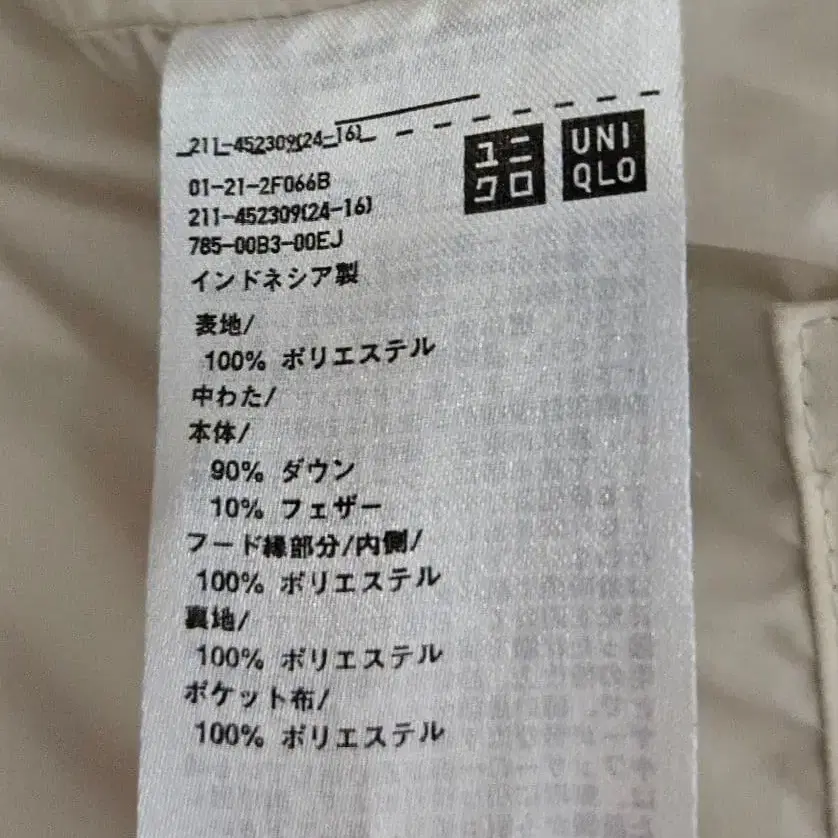 211-452309(24-16)
ユニ
クロ
UNI
QLO
01-21-2F066B
211-452309(24-16)
785-00B3-00EJ
インドネシア製
表地/
100% ポリエステル
中わた/
本体/
90% ダウン
10% フェザー
フード縁部分/内側/
100% ポリエステル
裏地/
100% ポリエステル
ポケット布/
100% ポリエステル